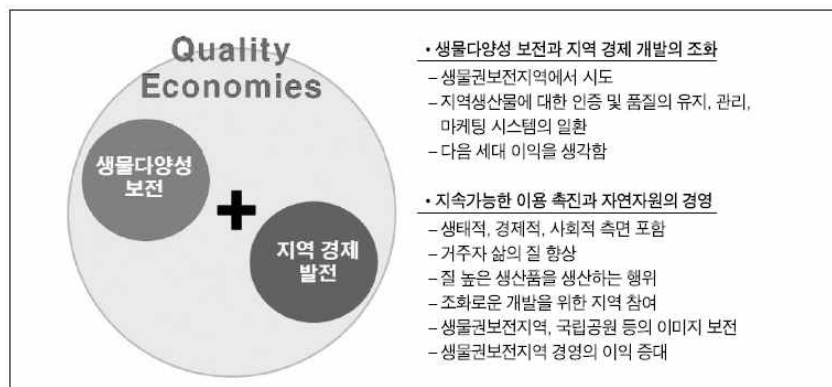 Quality
Economies
생물다양성
보전
+
지역 경제
발전
• 생물다양성 보전과 지역 경제 개발의 조화
– 생물권보전지역에서 시도
– 지역생산물에 대한 인증 및 품질의 유지, 관리,
마케팅 시스템의 일환
– 다음 세대 이익을 생각함
• 지속가능한 이용 촉진과 자연자원의 경영
– 생태적, 경제적, 사회적 측면 포함
– 거주자 삶의 질 향상
– 질 높은 생산품을 생산하는 행위
– 조화로운 개발을 위한 지역 참여
– 생물권보전지역, 국립공원 등의 이미지 보전
– 생물권보전지역 경영의 이익 증대